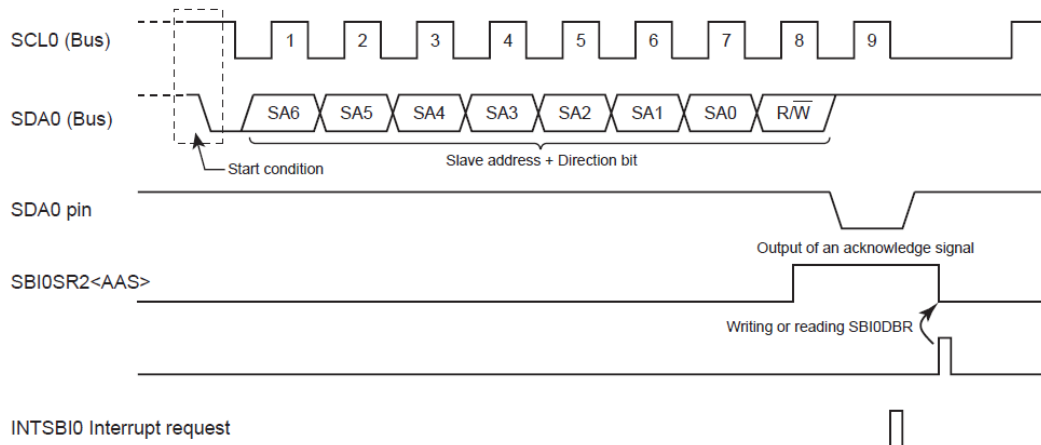 SCL0 (Bus)
1 2 3 4 5 6 7 8 9
SDA0 (Bus)
SA6 SA5 SA4 SA3 SA2 SA1 SA0 R/W̅
Slave address + Direction bit
Start condition
SDA0 pin
Output of an acknowledge signal
SBI0SR2<AAS>
Writing or reading SBI0DBR
INTSBI0 Interrupt request